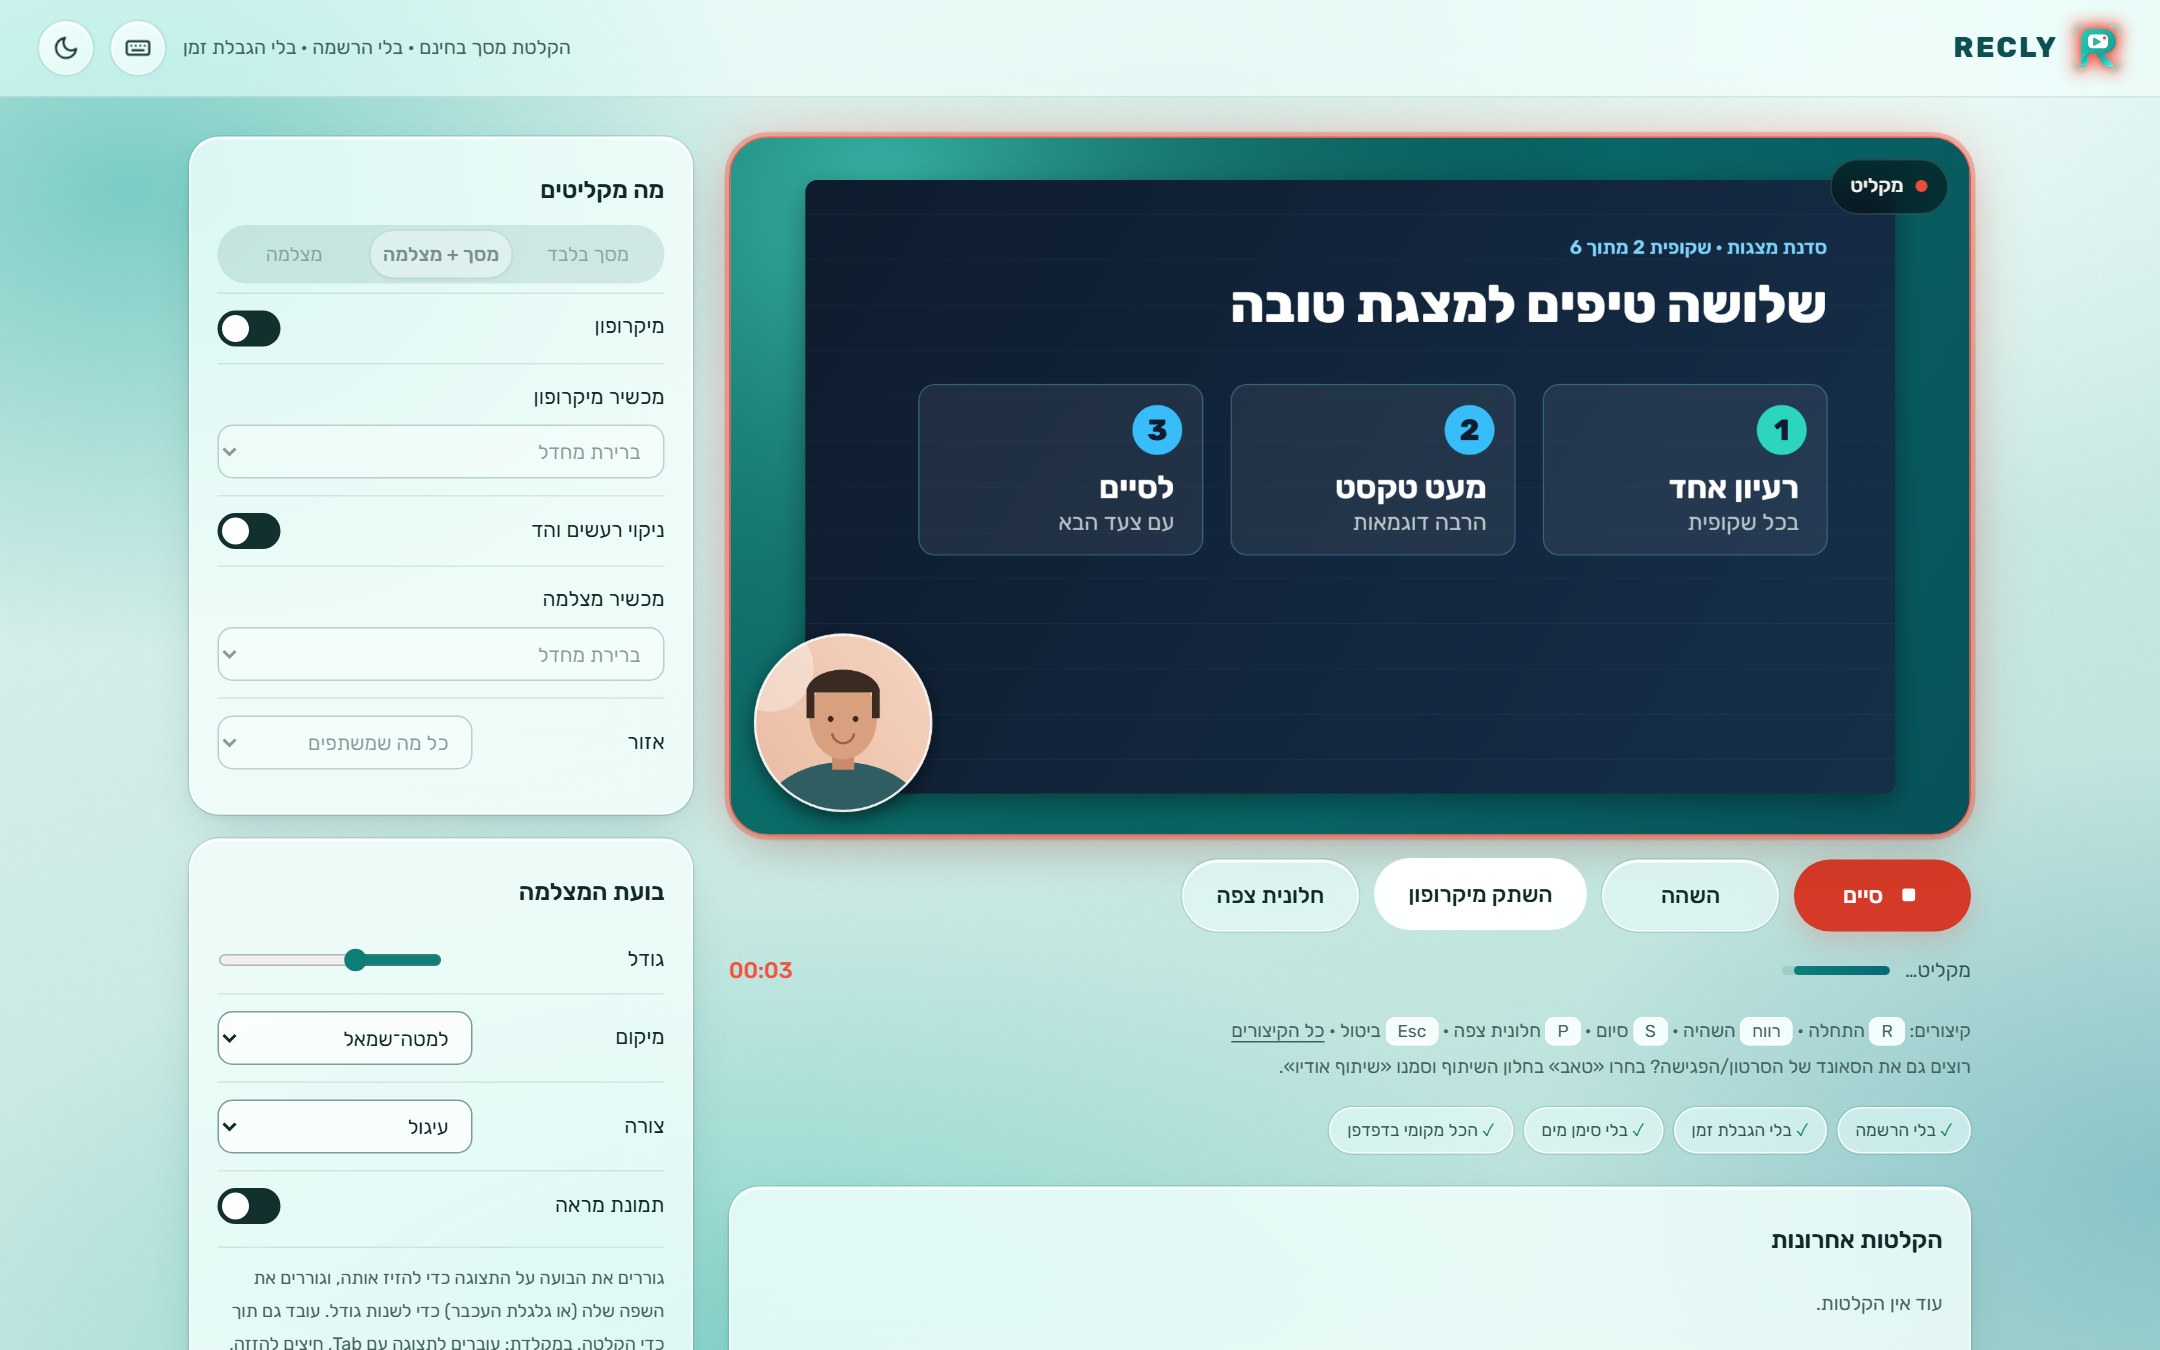 RECLY
הקלטת מסך בחינם • בלי הרשמה • בלי הגבלת זמן
מקליט
סדנת מצגות • שקופית 2 מתוך 6
שלושה טיפים למצגת טובה
1
רעיון אחד
בכל שקופית
2
מעט טקסט
הרבה דוגמאות
3
לסיים
עם צעד הבא
סיים
השהה
השתק מיקרופון
חלונית צפה
מקליט...
00:03
קיצורים: R התחלה • רווח השהיה • S סיום • P חלונית צפה • Esc ביטול • כל הקיצורים
רוצים גם את הסאונד של הסרטון/הפגישה? בחרו «טאב» בחלון השיתוף וסמנו «שיתוף אודיו».
✓ בלי הרשמה
✓ בלי הגבלת זמן
✓ בלי סימן מים
✓ הכל מקומי בדפדפן
הקלטות אחרונות
עוד אין הקלטות.
מה מקליטים
מסך בלבד
מסך + מצלמה
מצלמה
מיקרופון
מכשיר מיקרופון
ברירת מחדל
ניקוי רעשים והד
מכשיר מצלמה
ברירת מחדל
אזור
כל מה שמשתפים
בועת המצלמה
גודל
מיקום
למטה־שמאל
צורה
עיגול
תמונת מראה
גוררים את הבועה על התצוגה כדי להזיז אותה, וגוררים את
השפה שלה (או גלגלת העכבר) כדי לשנות גודל. עובד גם תוך
כדי הקלטה. במקלדת: עוברים לתצוגה עם Tab, חיצים להזזה,